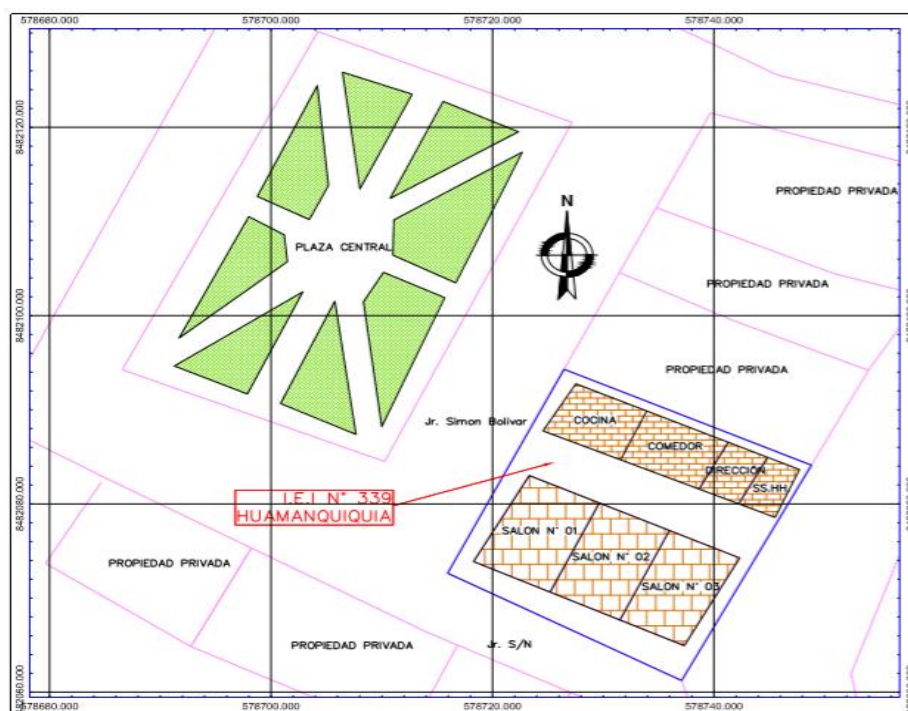 578680.000 578700.000 578720.000 578740.000
8482120.000
PROPIEDAD PRIVADA
N
PLAZA CENTRAL
PROPIEDAD PRIVADA
8482100.000
PROPIEDAD PRIVADA
Jr. Simon Bolivar
COCINA
COMEDOR
DIRECCIÓN
SS.HH
I.E.I N° 339
HUAMANQUIQUIA
8482080.000
SALON N° 01
SALON N° 02
SALON N° 03
PROPIEDAD PRIVADA
PROPIEDAD PRIVADA
Jr. S/N
8482060.000
578680.000 578700.000 578720.000 578740.000